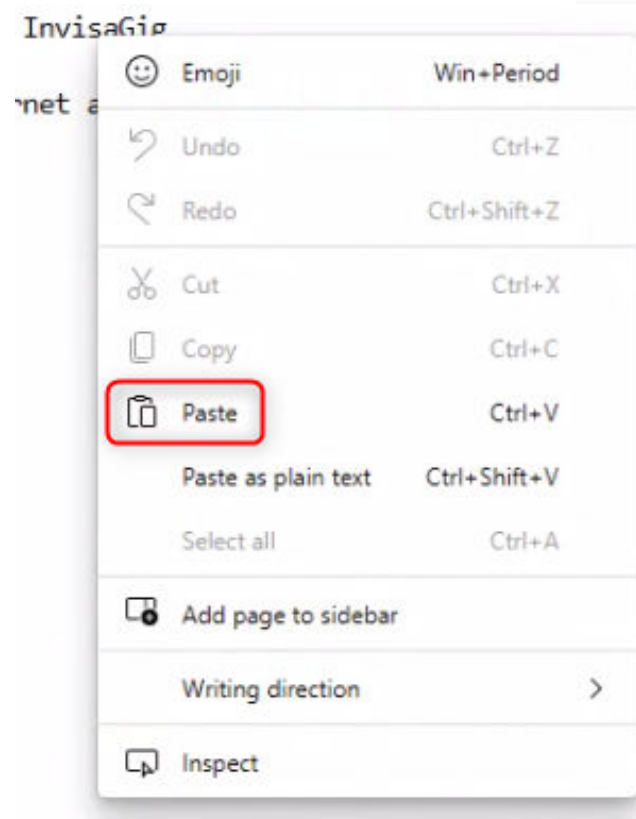 InvisaGig
Emoji Win+Period
rnet a
Undo Ctrl+Z
Redo Ctrl+Shift+Z
Cut Ctrl+X
Copy Ctrl+C
Paste Ctrl+V
Paste as plain text Ctrl+Shift+V
Select all Ctrl+A
Add page to sidebar
Writing direction
Inspect